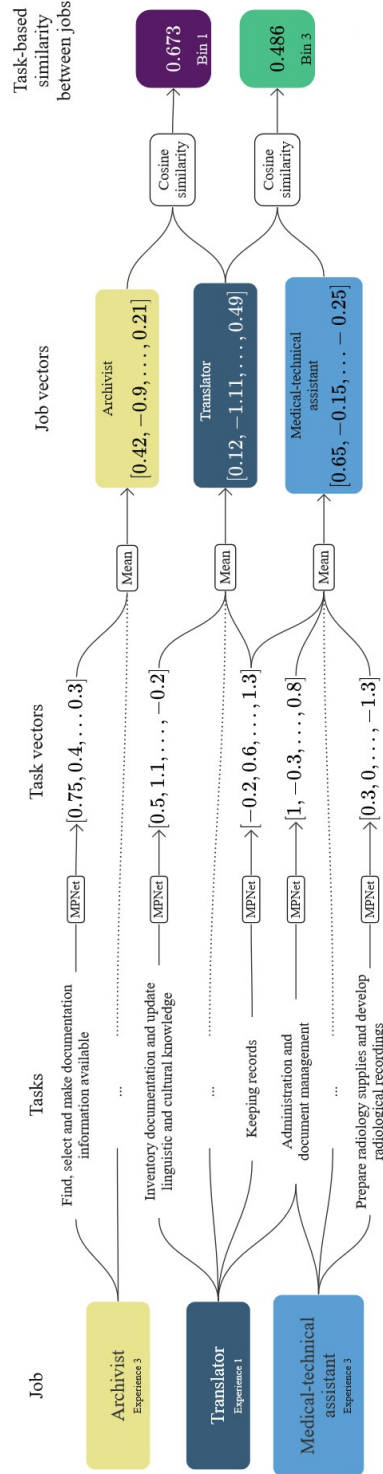 Job
Tasks
Task vectors
Job vectors
Task-based
similarity
between jobs
Archivist
Experience 3
Find, select and make documentation
information available
...
MPNet
[0.75, 0.4, . . . 0.3]
Mean
Archivist
[0.42, −0.9, . . . , 0.21]
Cosine
similarity
0.673
Bin 1
Translator
Experience 1
Inventory documentation and update
linguistic and cultural knowledge
...
Keeping records
MPNet
[0.5, 1.1, . . . , −0.2]
MPNet
[−0.2, 0.6, . . . , 1.3]
Mean
Translator
[0.12, −1.11, . . . , 0.49]
Cosine
similarity
0.486
Bin 3
Medical-technical
assistant
Experience 3
Administration and
document management
...
Prepare radiology supplies and develop
radiological recordings
MPNet
[1, −0.3, . . . , 0.8]
MPNet
[0.3, 0, . . . , −1.3]
Mean
Medical-technical
assistant
[0.65, −0.15, . . . − 0.25]